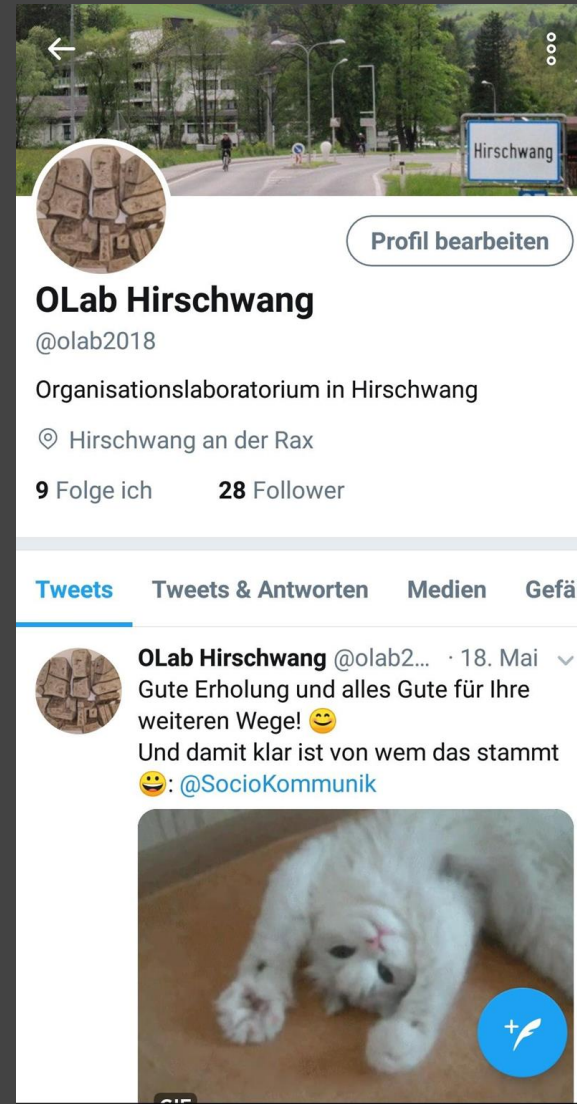 Hirschwang
Profil bearbeiten
OLab Hirschwang
@olab2018
Organisationslaboratorium in Hirschwang
Hirschwang an der Rax
9 Folge ich 28 Follower
Tweets Tweets & Antworten Medien Gefä
OLab Hirschwang @olab2... · 18. Mai
Gute Erholung und alles Gute für Ihre
weiteren Wege! 😊
Und damit klar ist von wem das stammt
😀: @SocioKommunik
GIF